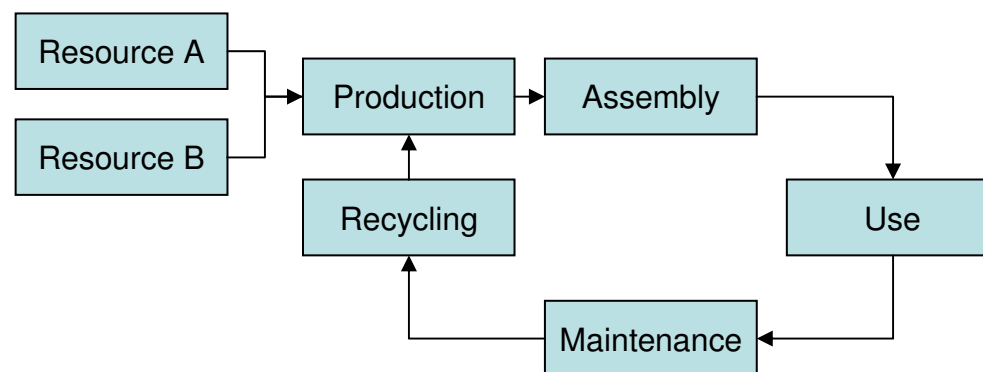 Resource A
Resource B
Production
Assembly
Recycling
Use
Maintenance